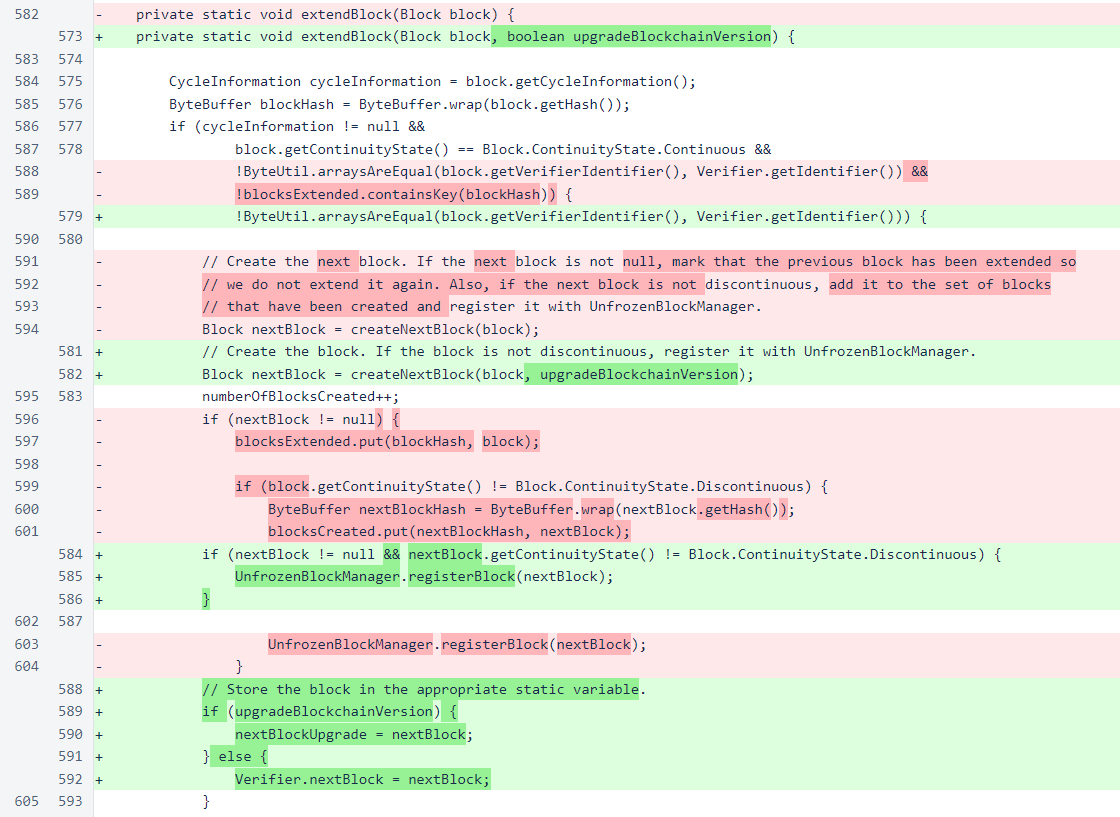 582 - private static void extendBlock(Block block) {
573 + private static void extendBlock(Block block, boolean upgradeBlockchainVersion) {
583 574
584 575 CycleInformation cycleInformation = block.getCycleInformation();
585 576 ByteBuffer blockHash = ByteBuffer.wrap(block.getHash());
586 577 if (cycleInformation != null &&
587 578 block.getContinuityState() == Block.ContinuityState.Continuous &&
588 - !ByteUtil.arraysAreEqual(block.getVerifierIdentifier(), Verifier.getIdentifier()) &&
589 - !blocksExtended.containsKey(blockHash)) {
579 + !ByteUtil.arraysAreEqual(block.getVerifierIdentifier(), Verifier.getIdentifier())) {
590 580
591 - // Create the next block. If the next block is not null, mark that the previous block has been extended so
592 - // we do not extend it again. Also, if the next block is not discontinuous, add it to the set of blocks
593 - // that have been created and register it with UnfrozenBlockManager.
594 - Block nextBlock = createNextBlock(block);
581 + // Create the block. If the block is not discontinuous, register it with UnfrozenBlockManager.
582 + Block nextBlock = createNextBlock(block, upgradeBlockchainVersion);
595 583 numberOfBlocksCreated++;
596 - if (nextBlock != null) {
597 - blocksExtended.put(blockHash, block);
598 -
599 - if (block.getContinuityState() != Block.ContinuityState.Discontinuous) {
600 - ByteBuffer nextBlockHash = ByteBuffer.wrap(nextBlock.getHash());
601 - blocksCreated.put(nextBlockHash, nextBlock);
584 + if (nextBlock != null && nextBlock.getContinuityState() != Block.ContinuityState.Discontinuous) {
585 + UnfrozenBlockManager.registerBlock(nextBlock);
586 + }
602 587
603 - UnfrozenBlockManager.registerBlock(nextBlock);
604 - }
588 + // Store the block in the appropriate static variable.
589 + if (upgradeBlockchainVersion) {
590 + nextBlockUpgrade = nextBlock;
591 + } else {
592 + Verifier.nextBlock = nextBlock;
605 593 }